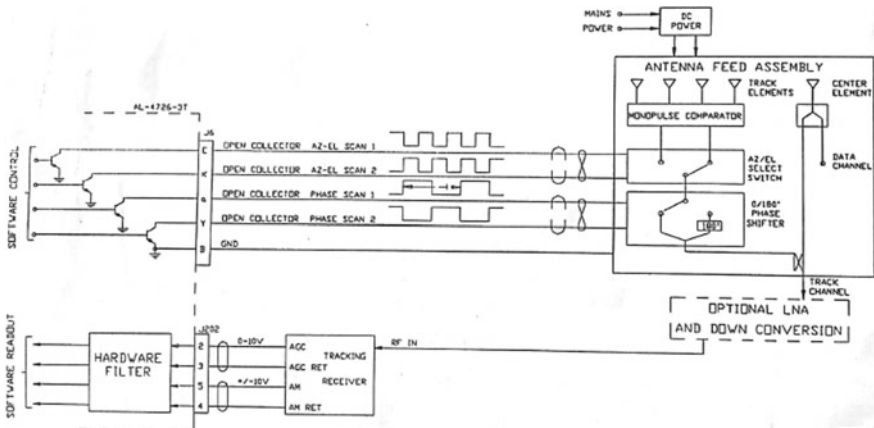 MAINS
POWER
DC
POWER
ANTENNA FEED ASSEMBLY
TRACK
ELEMENTS
CENTER
ELEMENT
MONOPULSE COMPARATOR
DATA
CHANNEL
AZ/EL
SELECT
SWITCH
0/180°
PHASE
SHIFTER
180°
TRACK
CHANNEL
AL-4726-3T
J6
SOFTWARE CONTROL
OPEN COLLECTOR AZ-EL SCAN 1
OPEN COLLECTOR AZ-EL SCAN 2
OPEN COLLECTOR PHASE SCAN 1
OPEN COLLECTOR PHASE SCAN 2
Y
GND
OPTIONAL LNA
AND DOWN CONVERSION
J202
SOFTWARE READOUT
HARDWARE
FILTER
2 0-10V AGC
3 AGC RET
5 +/-10V AM
4 AM RET
TRACKING
RECEIVER
RF IN